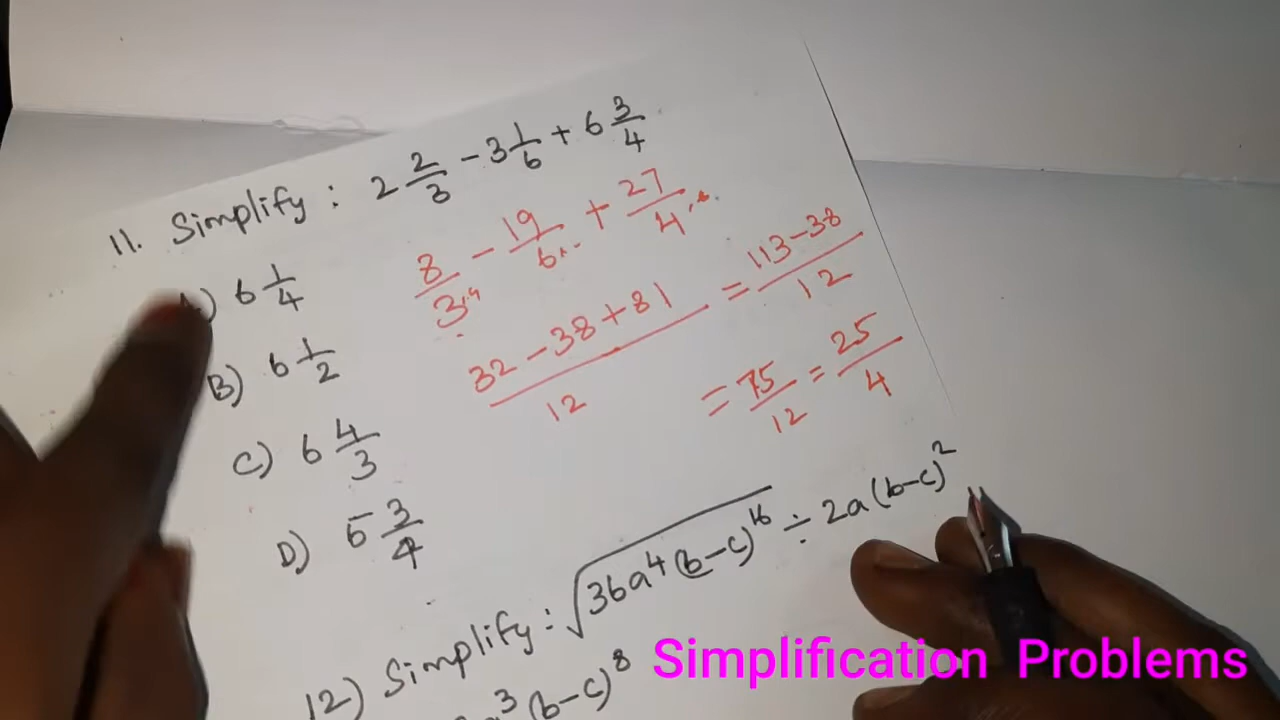 11. Simplify : 2 2/3 - 3 1/6 + 6 3/4
8/3 - 19/6 + 27/4
A) 6 1/4
(32 - 38 + 81)/12 = (113-38)/12
B) 6 1/2
= 75/12 = 25/4
C) 6 4/3
D) 5 3/4
12) Simplify : √(36a⁴(b-c)¹⁶) ÷ 2a(b-c)²
³(b-c)⁸
Simplification Problems